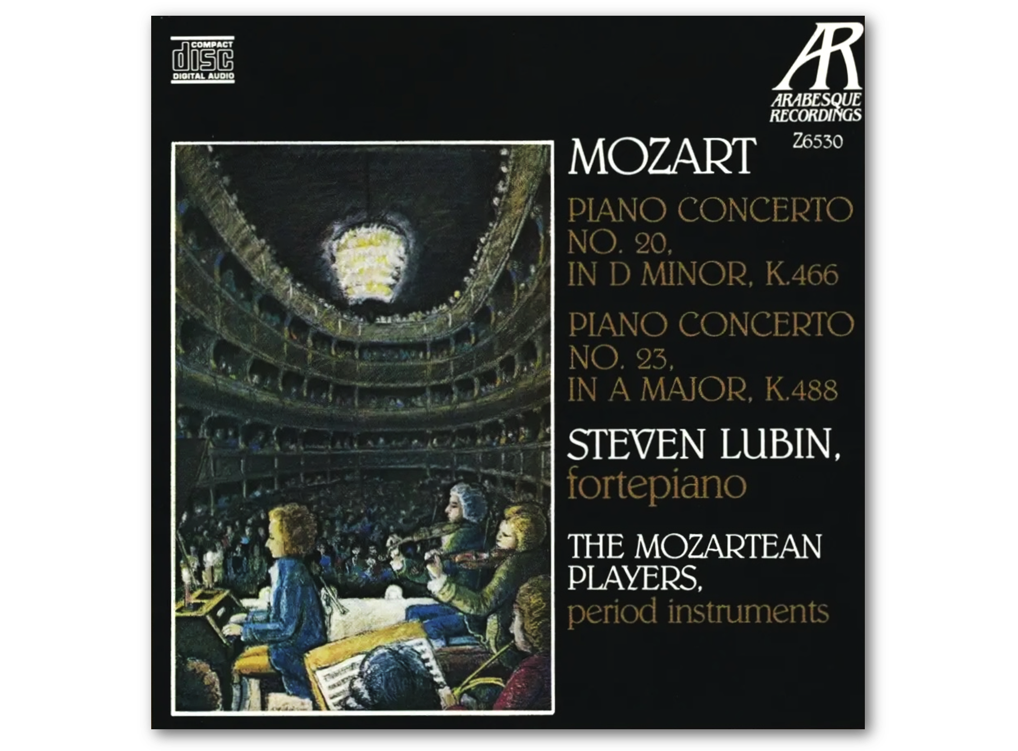 COMPACT
disc
DIGITAL AUDIO
AR
ARABESQUE
RECORDINGS
Z6530
MOZART
PIANO CONCERTO
NO. 20,
IN D MINOR, K.466
PIANO CONCERTO
NO. 23,
IN A MAJOR, K.488
STEVEN LUBIN,
fortepiano
THE MOZARTEAN
PLAYERS,
period instruments